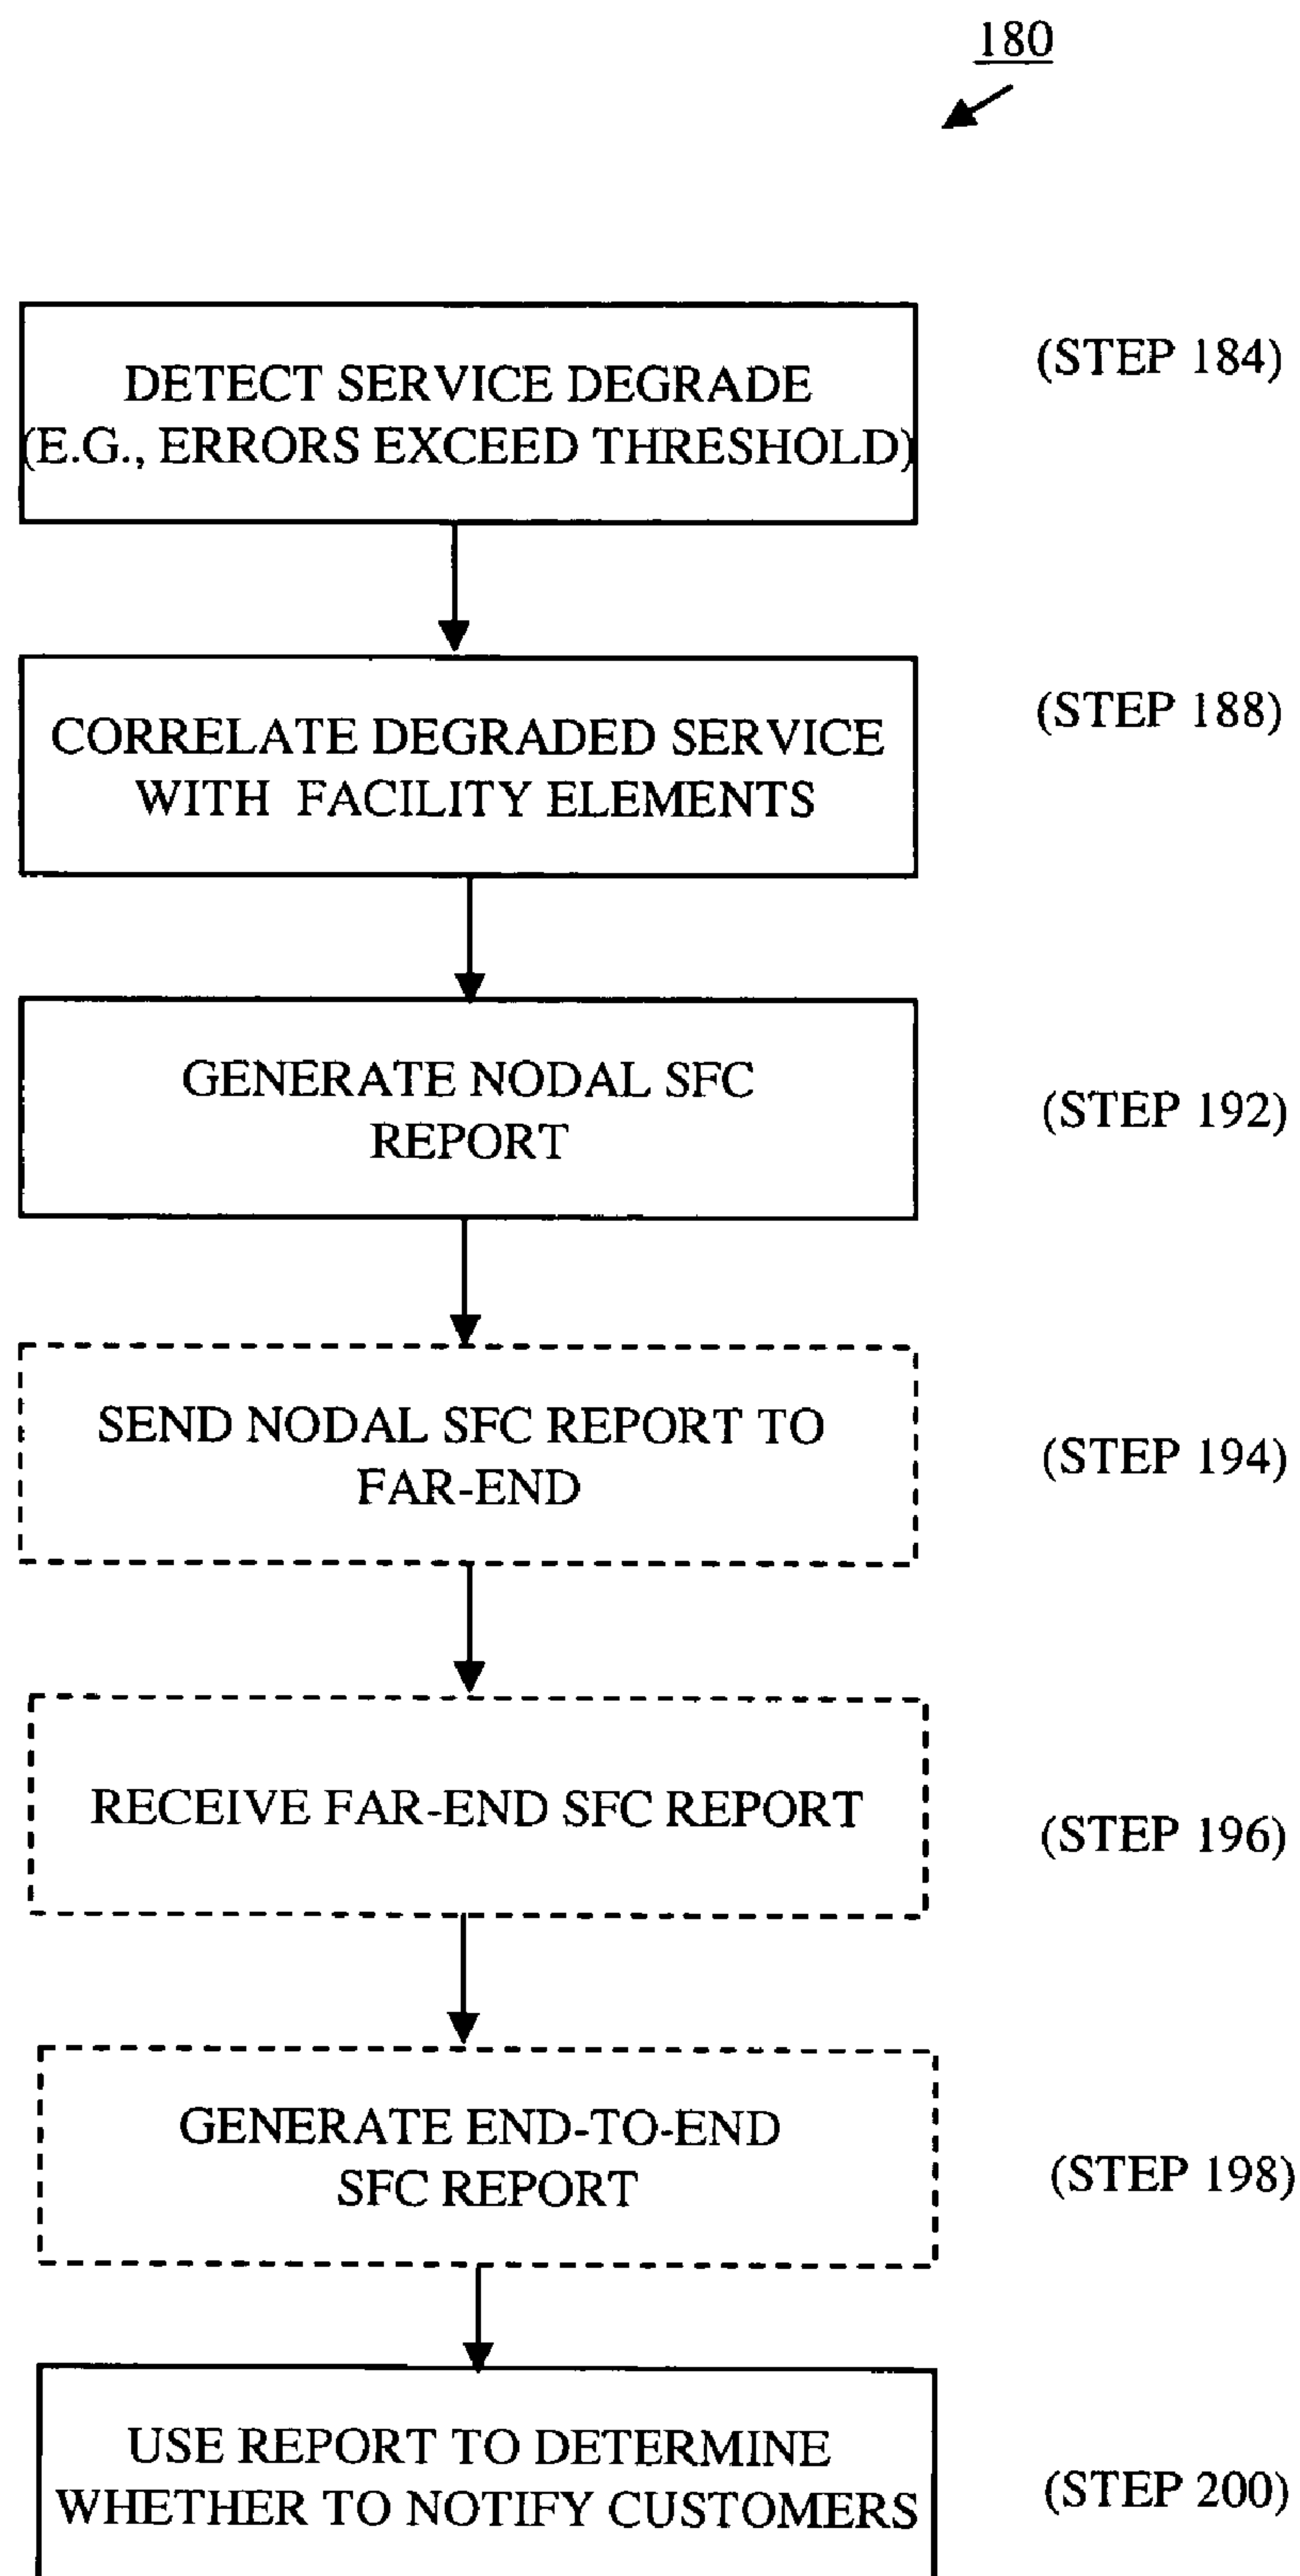 180
DETECT SERVICE DEGRADE
(E.G., ERRORS EXCEED THRESHOLD)
(STEP 184)
CORRELATE DEGRADED SERVICE
WITH FACILITY ELEMENTS
(STEP 188)
GENERATE NODAL SFC
REPORT
(STEP 192)
SEND NODAL SFC REPORT TO
FAR-END
(STEP 194)
RECEIVE FAR-END SFC REPORT
(STEP 196)
GENERATE END-TO-END
SFC REPORT
(STEP 198)
USE REPORT TO DETERMINE
WHETHER TO NOTIFY CUSTOMERS
(STEP 200)